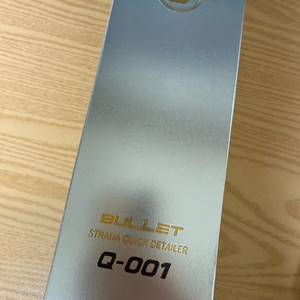 BULLET
STRADA QUICK DETAILER
Q-001